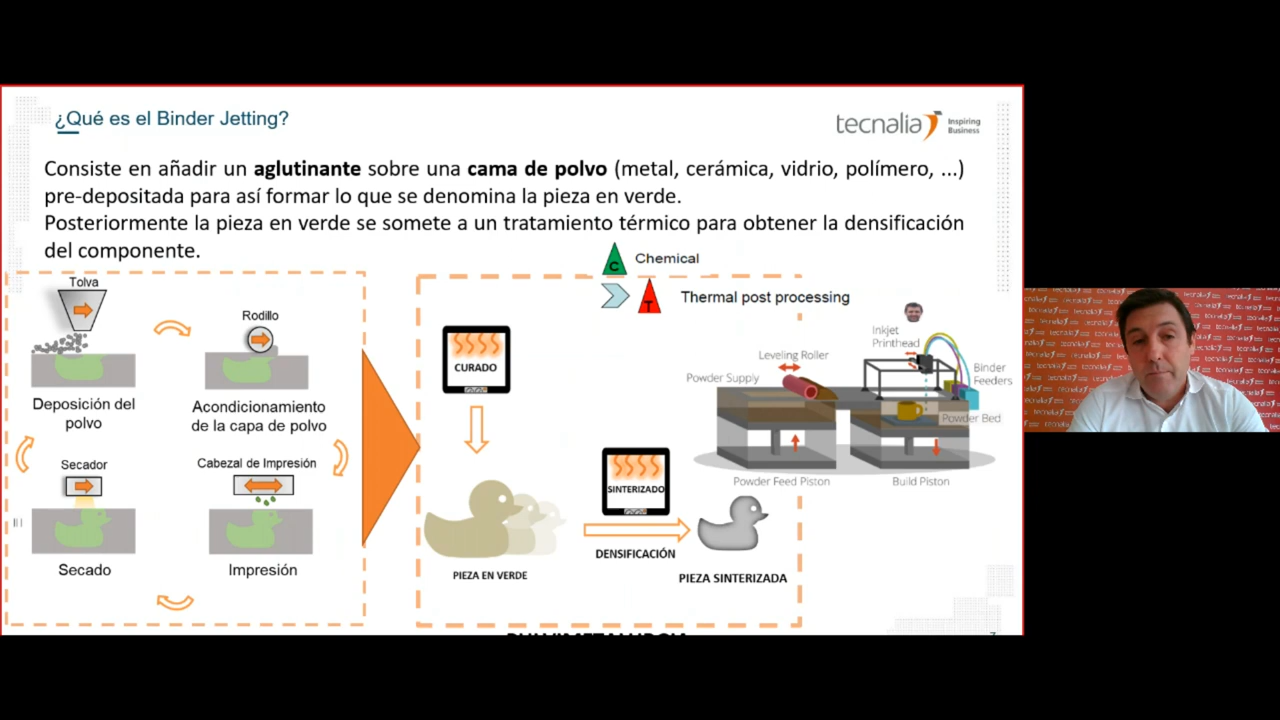 ¿Qué es el Binder Jetting?
tecnalia Inspiring
Business
Consiste en añadir un aglutinante sobre una cama de polvo (metal, cerámica, vidrio, polímero, ...)
pre-depositada para así formar lo que se denomina la pieza en verde.
Posteriormente la pieza en verde se somete a un tratamiento térmico para obtener la densificación
del componente.
C Chemical
T Thermal post processing
Tolva
Rodillo
Deposición del
polvo
Acondicionamiento
de la capa de polvo
Secador
Cabezal de Impresión
Secado
Impresión
CURADO
PIEZA EN VERDE
SINTERIZADO
DENSIFICACIÓN
PIEZA SINTERIZADA
Inkjet
Printhead
Leveling Roller
Powder Supply
Binder
Feeders
Powder Bed
Powder Feed Piston
Build Piston